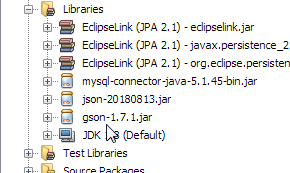 Libraries
EclipseLink (JPA 2.1) - eclipselink.jar
EclipseLink (JPA 2.1) - javax.persistence_2
EclipseLink (JPA 2.1) - org.eclipse.persisten
mysql-connector-java-5.1.45-bin.jar
json-20180813.jar
gson-1.7.1.jar
JDK (Default)
Test Libraries
Source Packages